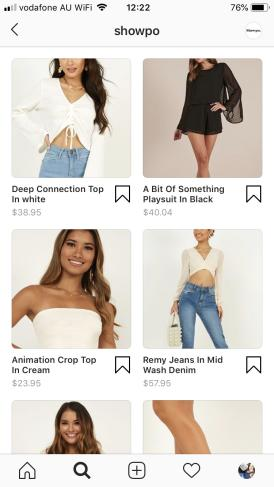 vodafone AU WiFi 12:22 76%
showpo
Deep Connection Top
In white
$38.95
A Bit Of Something
Playsuit In Black
$40.04
Animation Crop Top
In Cream
$23.95
Remy Jeans In Mid
Wash Denim
$57.95